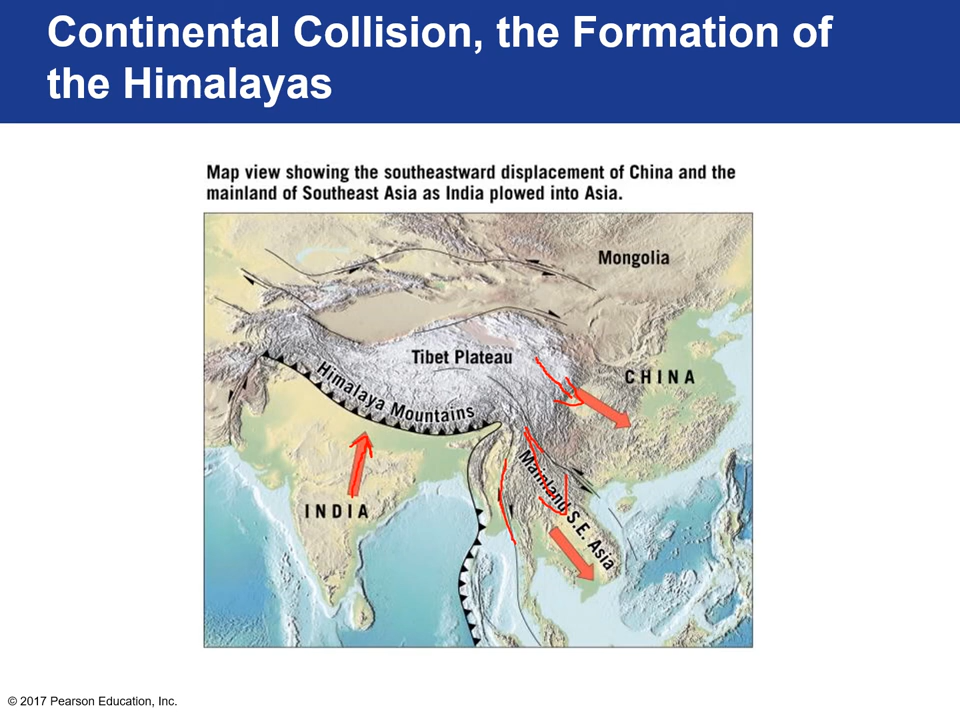 Continental Collision, the Formation of
the Himalayas
Map view showing the southeastward displacement of China and the
mainland of Southeast Asia as India plowed into Asia.
Mongolia
Tibet Plateau
CHINA
Himalaya Mountains
Mainland S.E. Asia
INDIA
© 2017 Pearson Education, Inc.